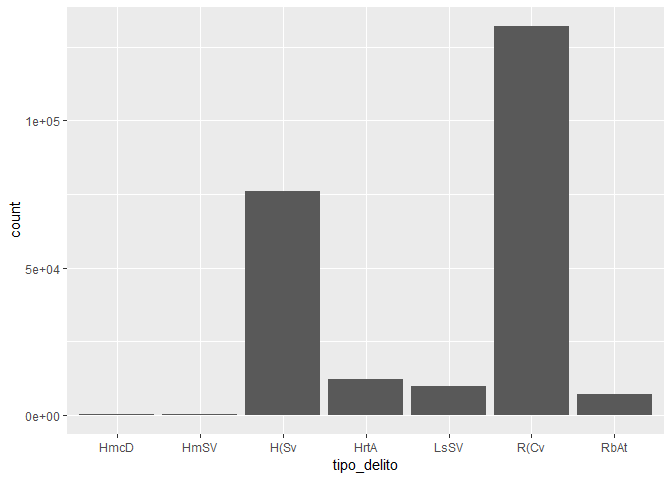 1e+05
5e+04
0e+00
count
HmcD HmSV H(Sv HrtA LsSV R(Cv RbAt
tipo_delito